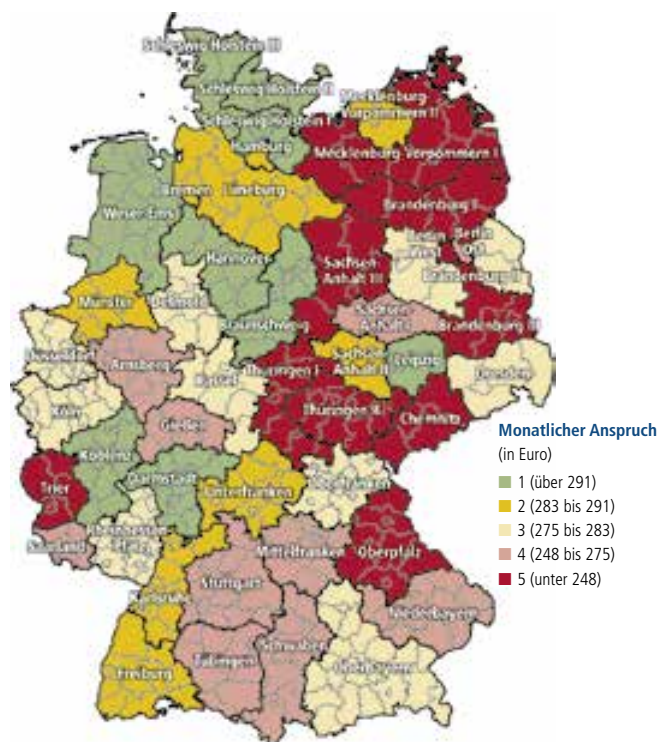 Schleswig Holstein III
Schleswig Holstein II
Mecklenburg-
Vorpommern II
Schleswig Holstein I
Hamburg
Mecklenburg-Vorpommern I
Bremen
Lüneburg
Weser-Ems
Brandenburg I
Berlin
West
Berlin
Ost
Hannover
Sachsen-
Anhalt III
Brandenburg II
Münster
Detmold
Braunschweig
Sachsen-
Anhalt I
Brandenburg III
Düsseldorf
Arnsberg
Kassel
Thüringen I
Sachsen-
Anhalt II
Leipzig
Dresden
Köln
Gießen
Thüringen II
Chemnitz
Koblenz
Monatlicher Anspruch
(in Euro)
1 (über 291)
2 (283 bis 291)
3 (275 bis 283)
4 (248 bis 275)
5 (unter 248)
Trier
Darmstadt
Unterfranken
Oberfranken
Rheinhessen-
Pfalz
Saarland
Mittelfranken
Oberpfalz
Karlsruhe
Stuttgart
Niederbayern
Schwaben
Freiburg
Tübingen
Oberbayern